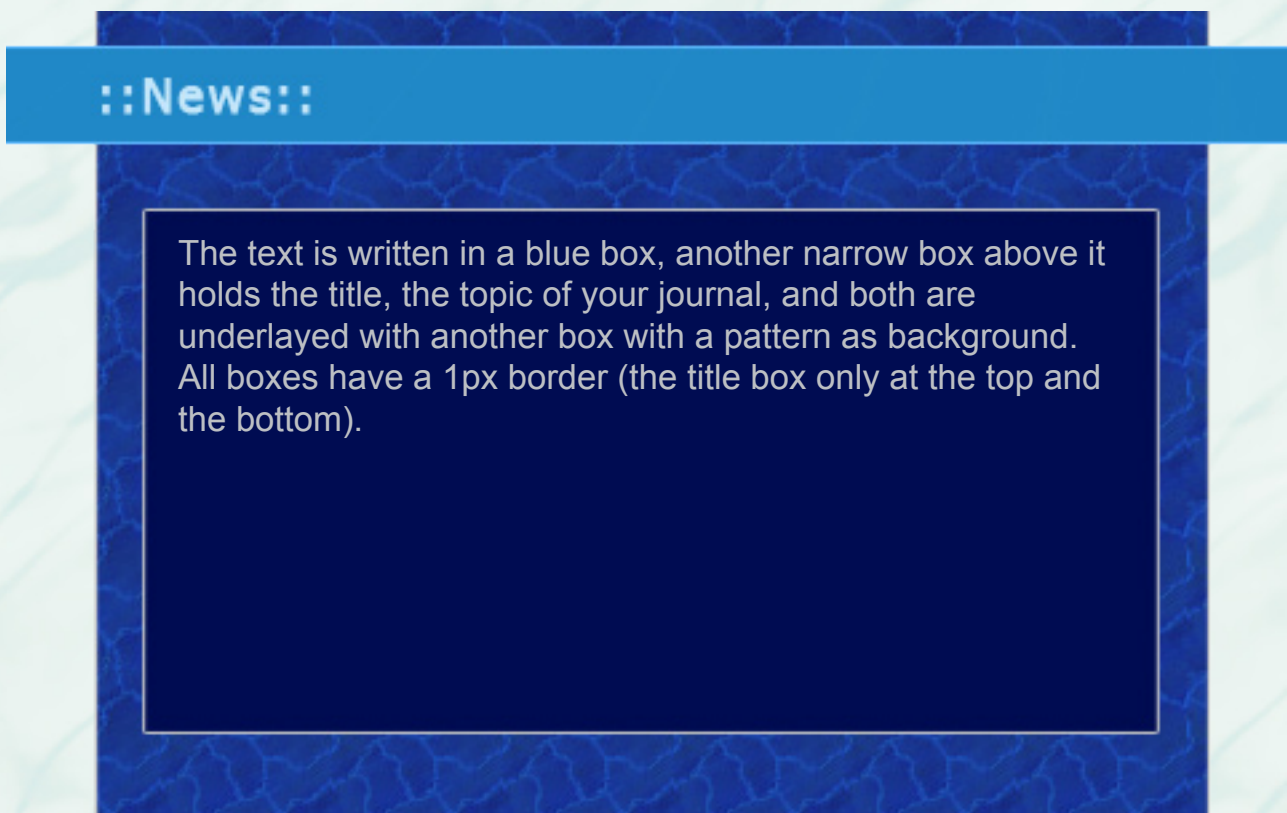 ::News::
The text is written in a blue box, another narrow box above it
holds the title, the topic of your journal, and both are
underlayed with another box with a pattern as background.
All boxes have a 1px border (the title box only at the top and
the bottom).